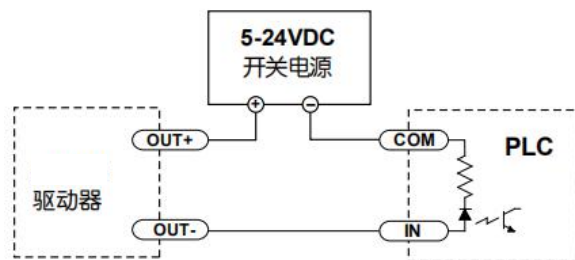 5-24VDC
开关电源
+ −
OUT+
COM
PLC
驱动器
OUT-
IN